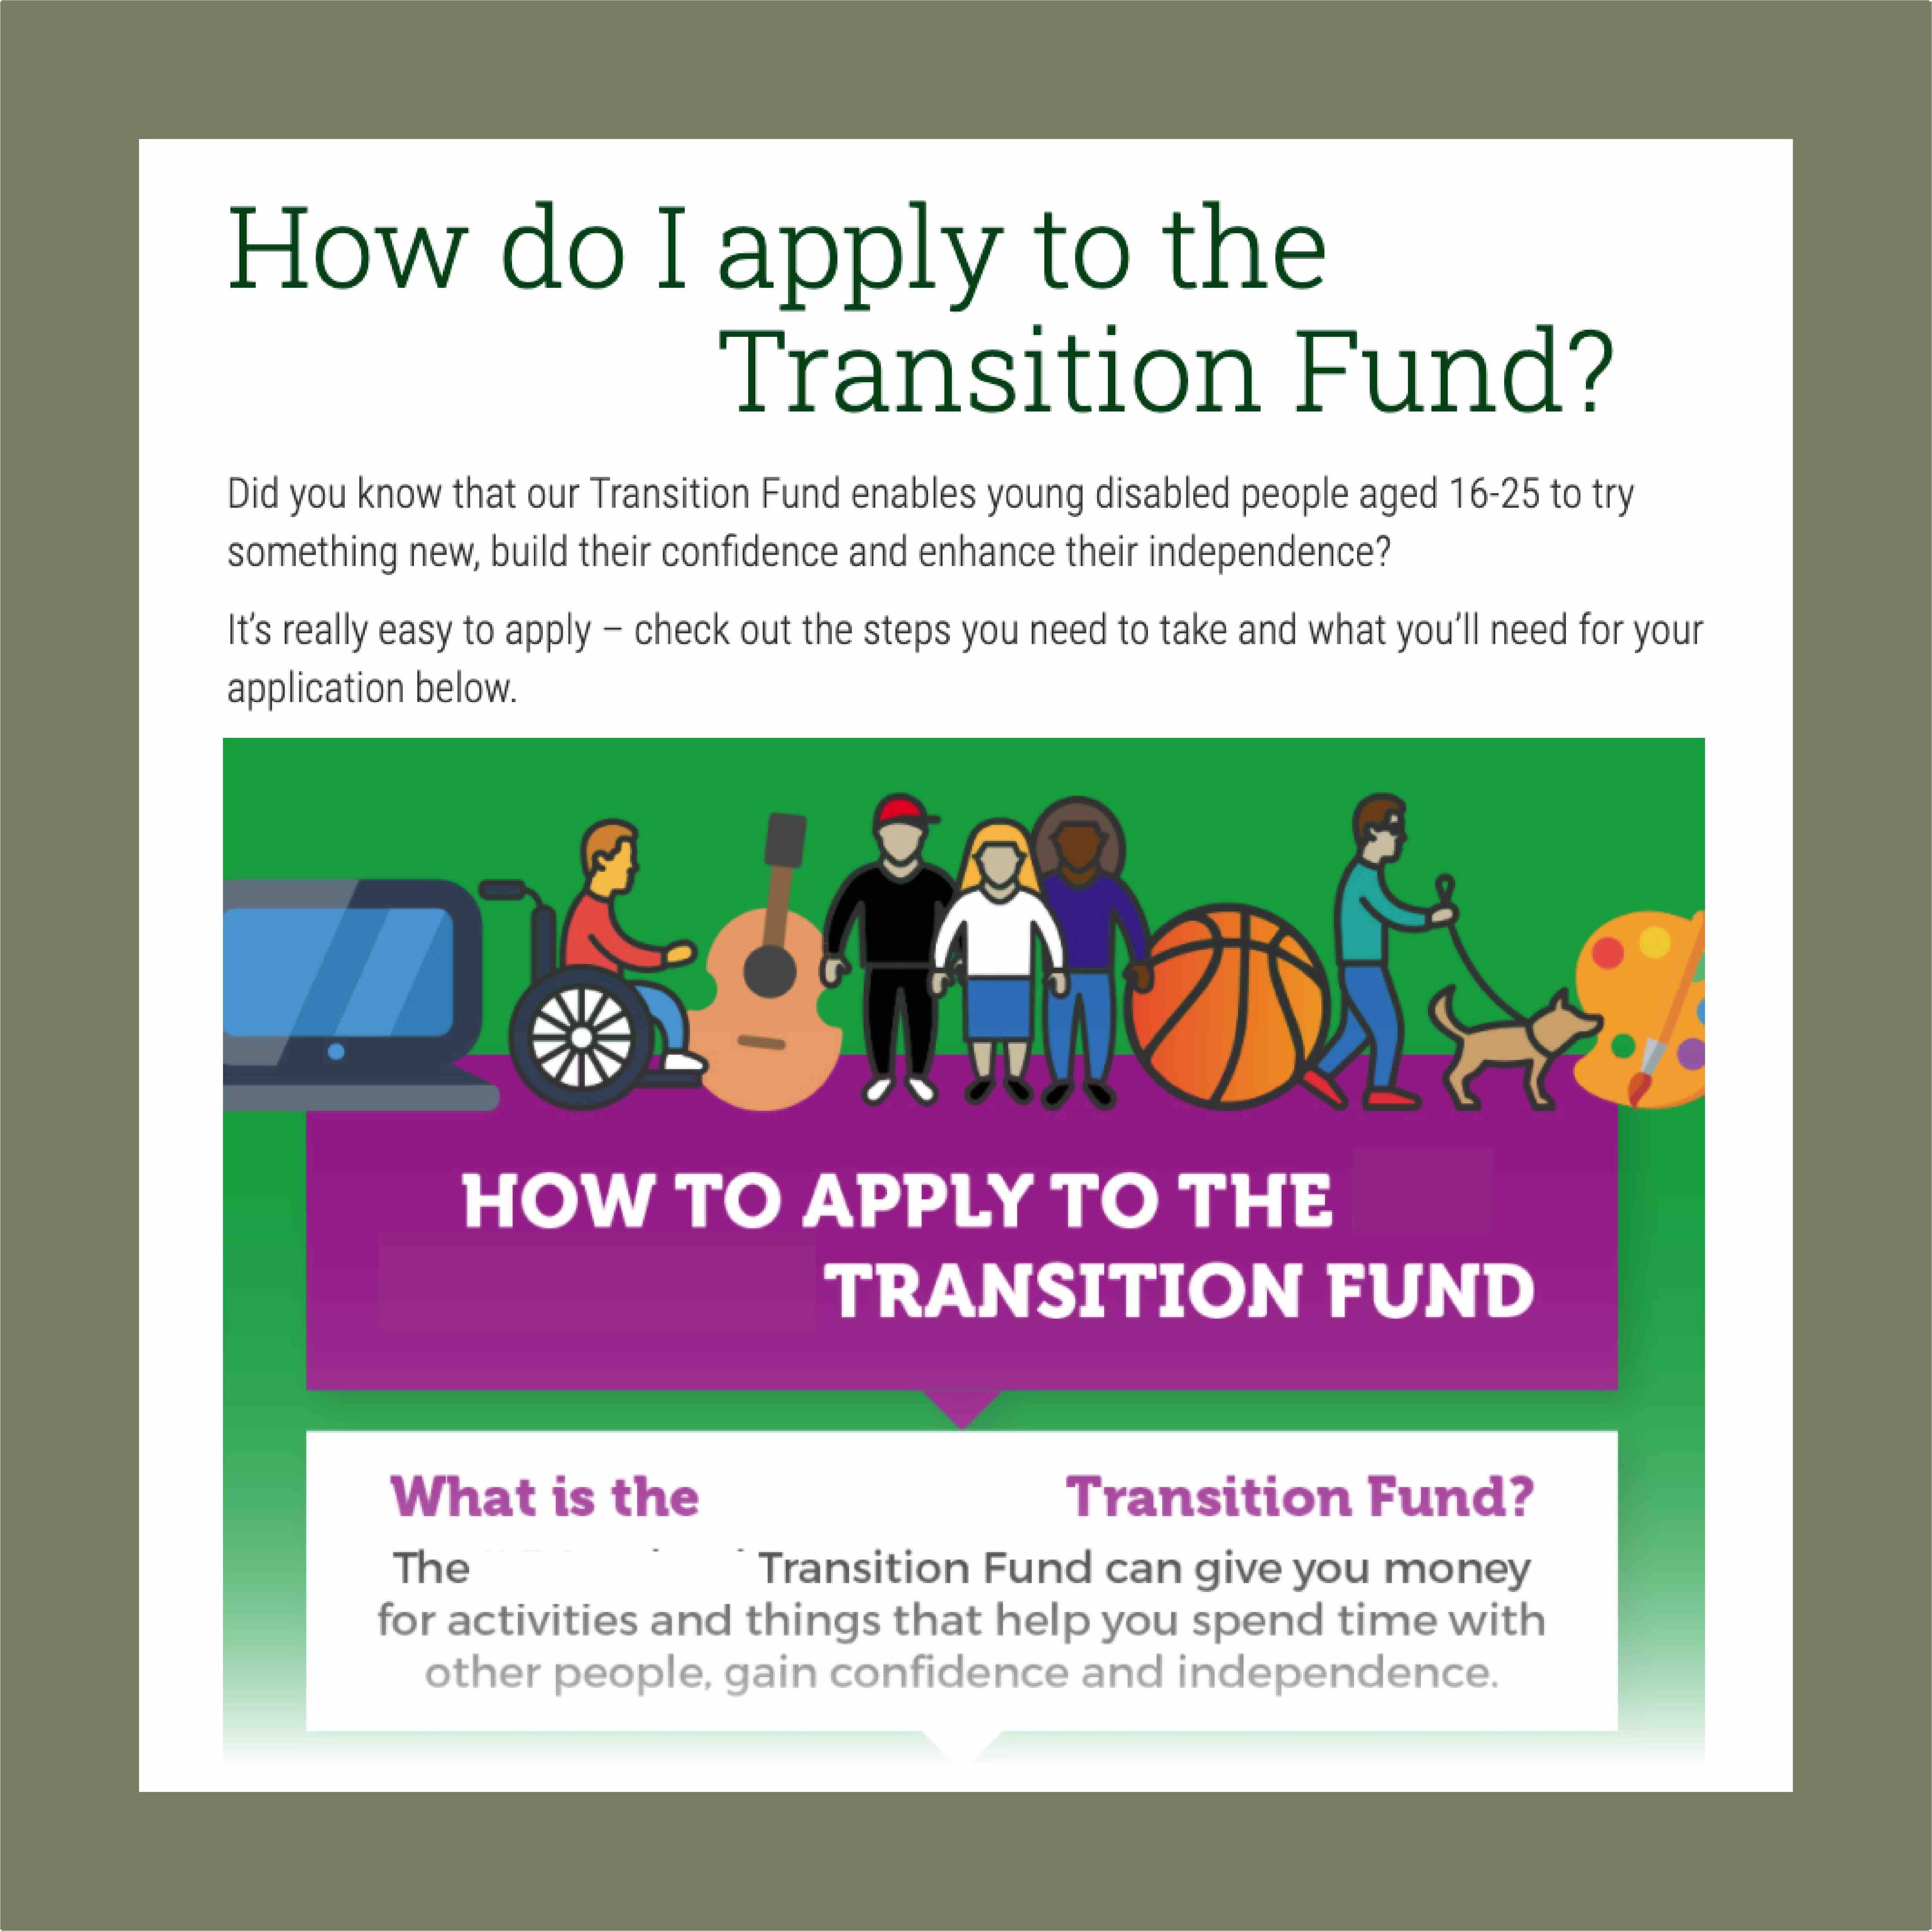 How do I apply to the
Transition Fund?
Did you know that our Transition Fund enables young disabled people aged 16-25 to try
something new, build their confidence and enhance their independence?
It’s really easy to apply – check out the steps you need to take and what you’ll need for your
application below.
HOW TO APPLY TO THE
TRANSITION FUND
What is the Transition Fund?
The Transition Fund can give you money
for activities and things that help you spend time with
other people, gain confidence and independence.